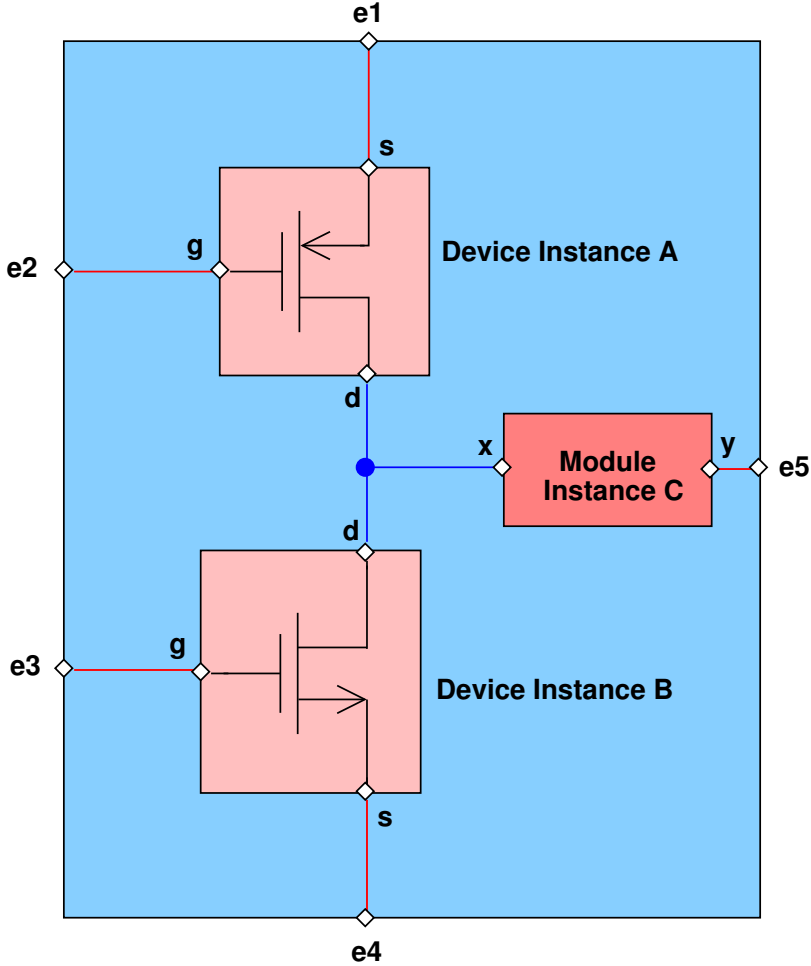 e1
s
g
Device Instance A
e2
d
x
Module
Instance C
y
e5
d
g
e3
Device Instance B
s
e4